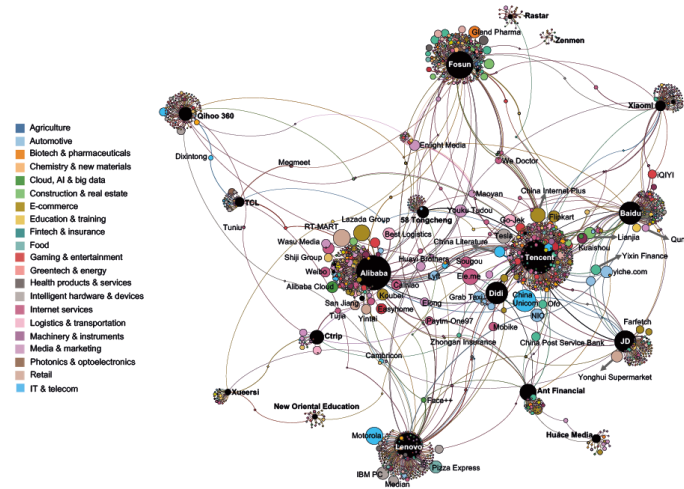 Rastar
Gland Pharma
Zenmen
Fosun
Xiaomi
Qihoo 360
Agriculture
Automotive
Biotech & pharmaceuticals
Chemistry & new materials
Cloud, AI & big data
Construction & real estate
E-commerce
Education & training
Fintech & insurance
Food
Gaming & entertainment
Greentech & energy
Health products & services
Intelligent hardware & devices
Internet services
Logistics & transportation
Machinery & instruments
Media & marketing
Photonics & optoelectronics
Retail
IT & telecom
Dixintong
Megmeet
Enlight Media
We Doctor
IQIYI
TCL
Maoyan
China Internet Plus
58 Tongcheng
Youku Tudou
Baidu
Tuniu
RT-MART
Lazada Group
Go-Jek
Flipkart
Wasu Media
Best Logistics
China Literature
Tesla
Lianjia
Qun
Shiji Group
Huayi Brothers
Sougou
Tencent
Kiraishou
Yixin Finance
Weibo
Alibaba
Lyft
Ele.me
Yiche.com
Alibaba Cloud
Cainiao
Didi
San Jiang
Koubei
Grab Taxi
China
Unicom
Ofo
Tujia
Yintai
Easyhome
Elong
NIO
Farfetch
Paytm-One97
Mobike
Ctrip
Zhongan Insurance
China Post Service Bank
JD
Cambricon
Yonghui Supermarket
Xueersi
Face++
Ant Financial
New Oriental Education
Motorola
Lenovo
Huace Media
IBM PC
Pizza Express
Median